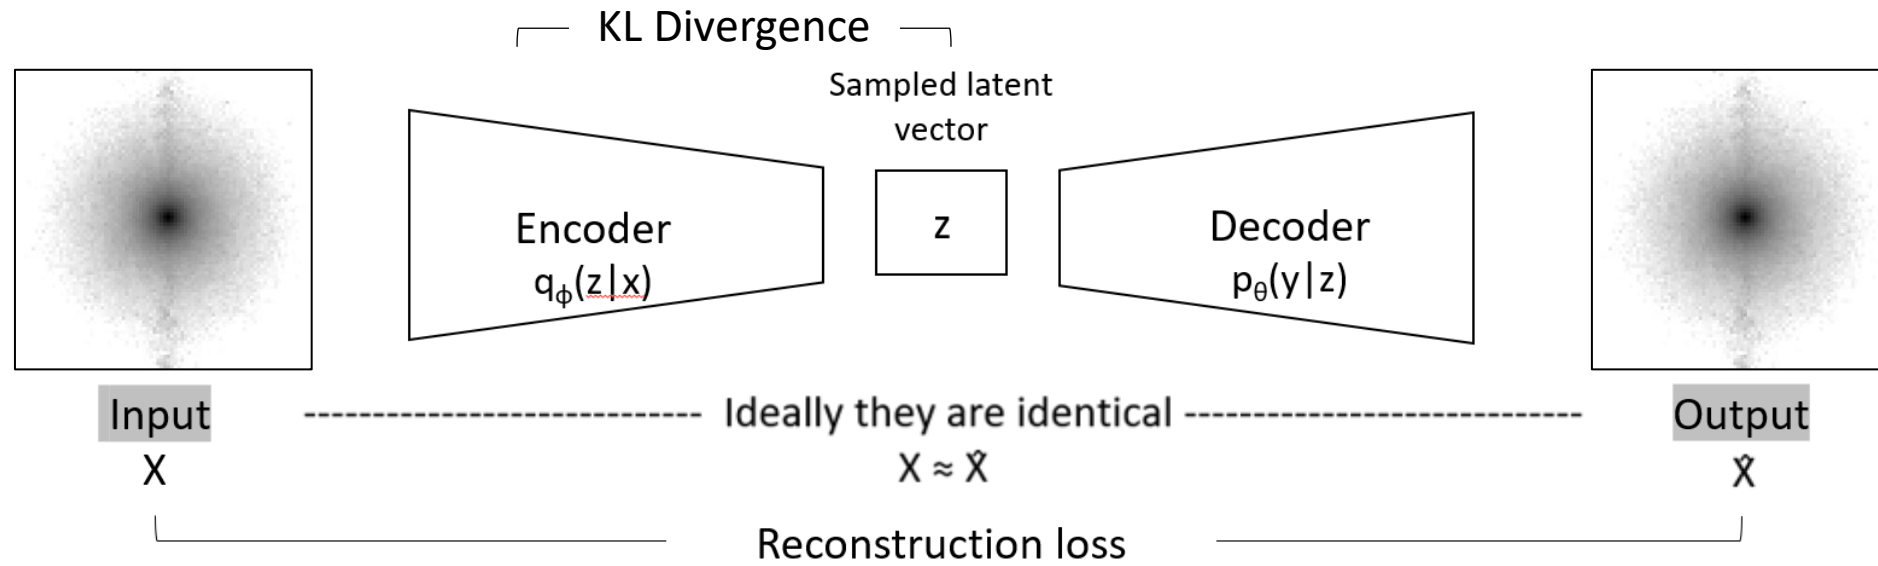 KL Divergence
Sampled latent
vector
Encoder
qϕ(z|x)
z
Decoder
pθ(y|z)
Input
Ideally they are identical
Output
X
X ≈ X̂
X̂
Reconstruction loss